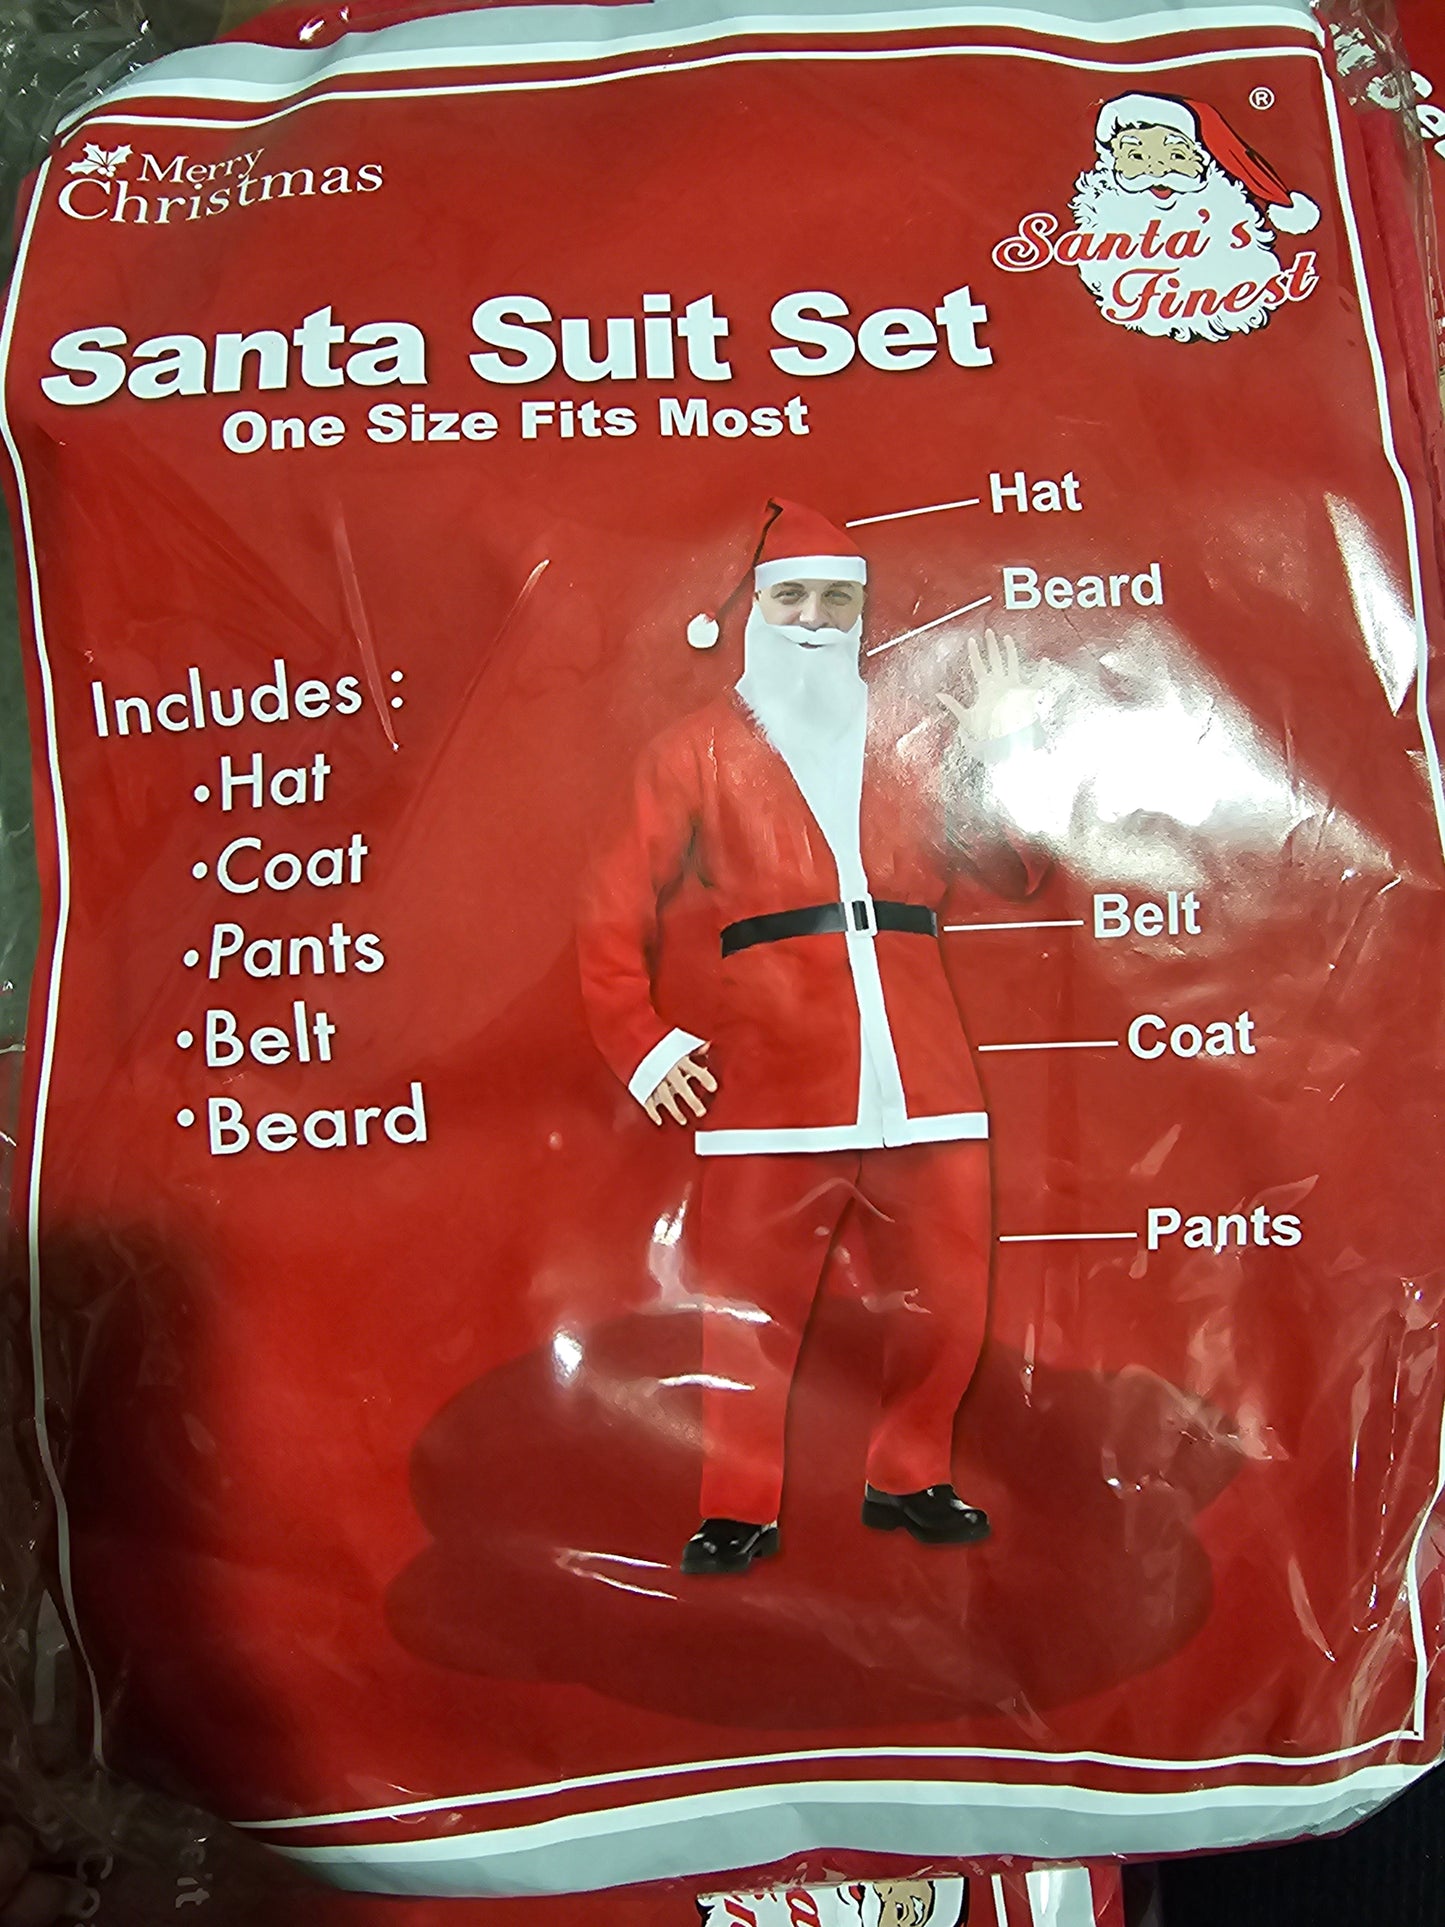 Merry
Christmas
®
Santa's
Finest
Santa Suit Set
One Size Fits Most
Hat
Beard
Includes :
•Hat
•Coat
•Pants
•Belt
•Beard
Belt
Coat
Pants